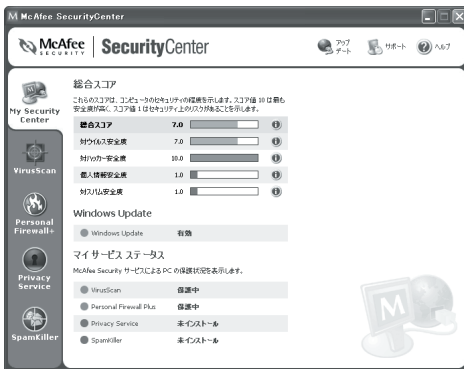 McAfee SecurityCenter
McAfee SECURITY SecurityCenter
アップデート
サポート
ヘルプ
My Security Center
VirusScan
Personal Firewall+
Privacy Service
SpamKiller
総合スコア
これらのスコアは、コンピュータのセキュリティの程度を示します。スコア値 10 は最も
安全度が高く、スコア値 1 はセキュリティ上のリスクがあることを示します。
総合スコア 7.0
対ウイルス安全度 7.0
対ハッカー安全度 10.0
個人情報安全度 1.0
対スパム安全度 1.0
Windows Update
Windows Update 有効
マイ サービス ステータス
McAfee Security サービスによる PC の保護状況を表示します。
VirusScan 保護中
Personal Firewall Plus 保護中
Privacy Service 未インストール
SpamKiller 未インストール